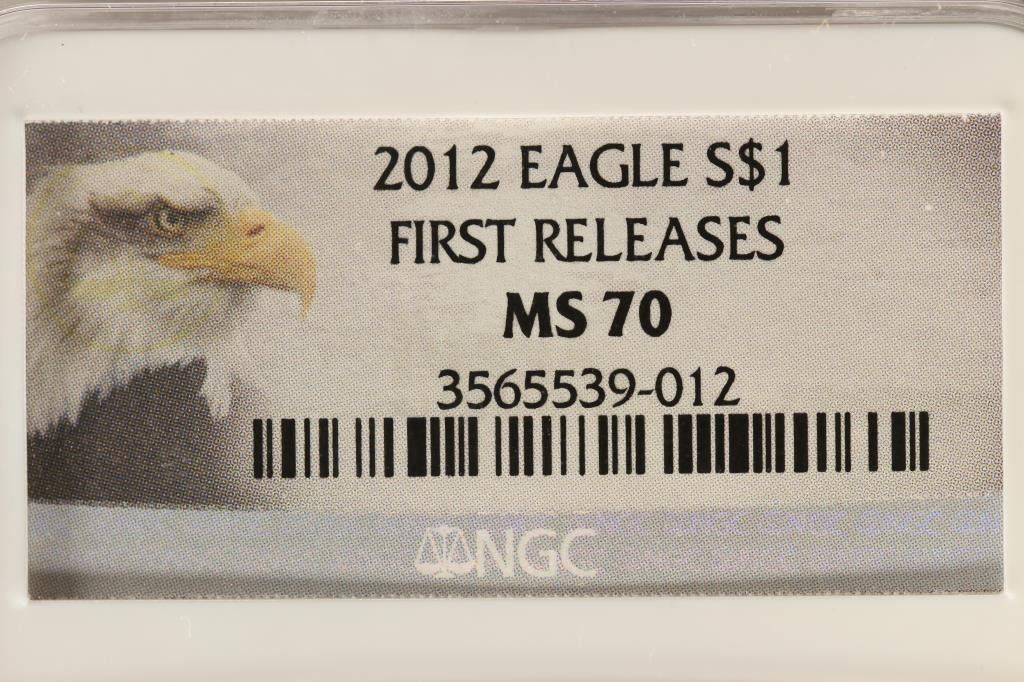 2012 EAGLE S$1
FIRST RELEASES
MS 70
3565539-012
NGC